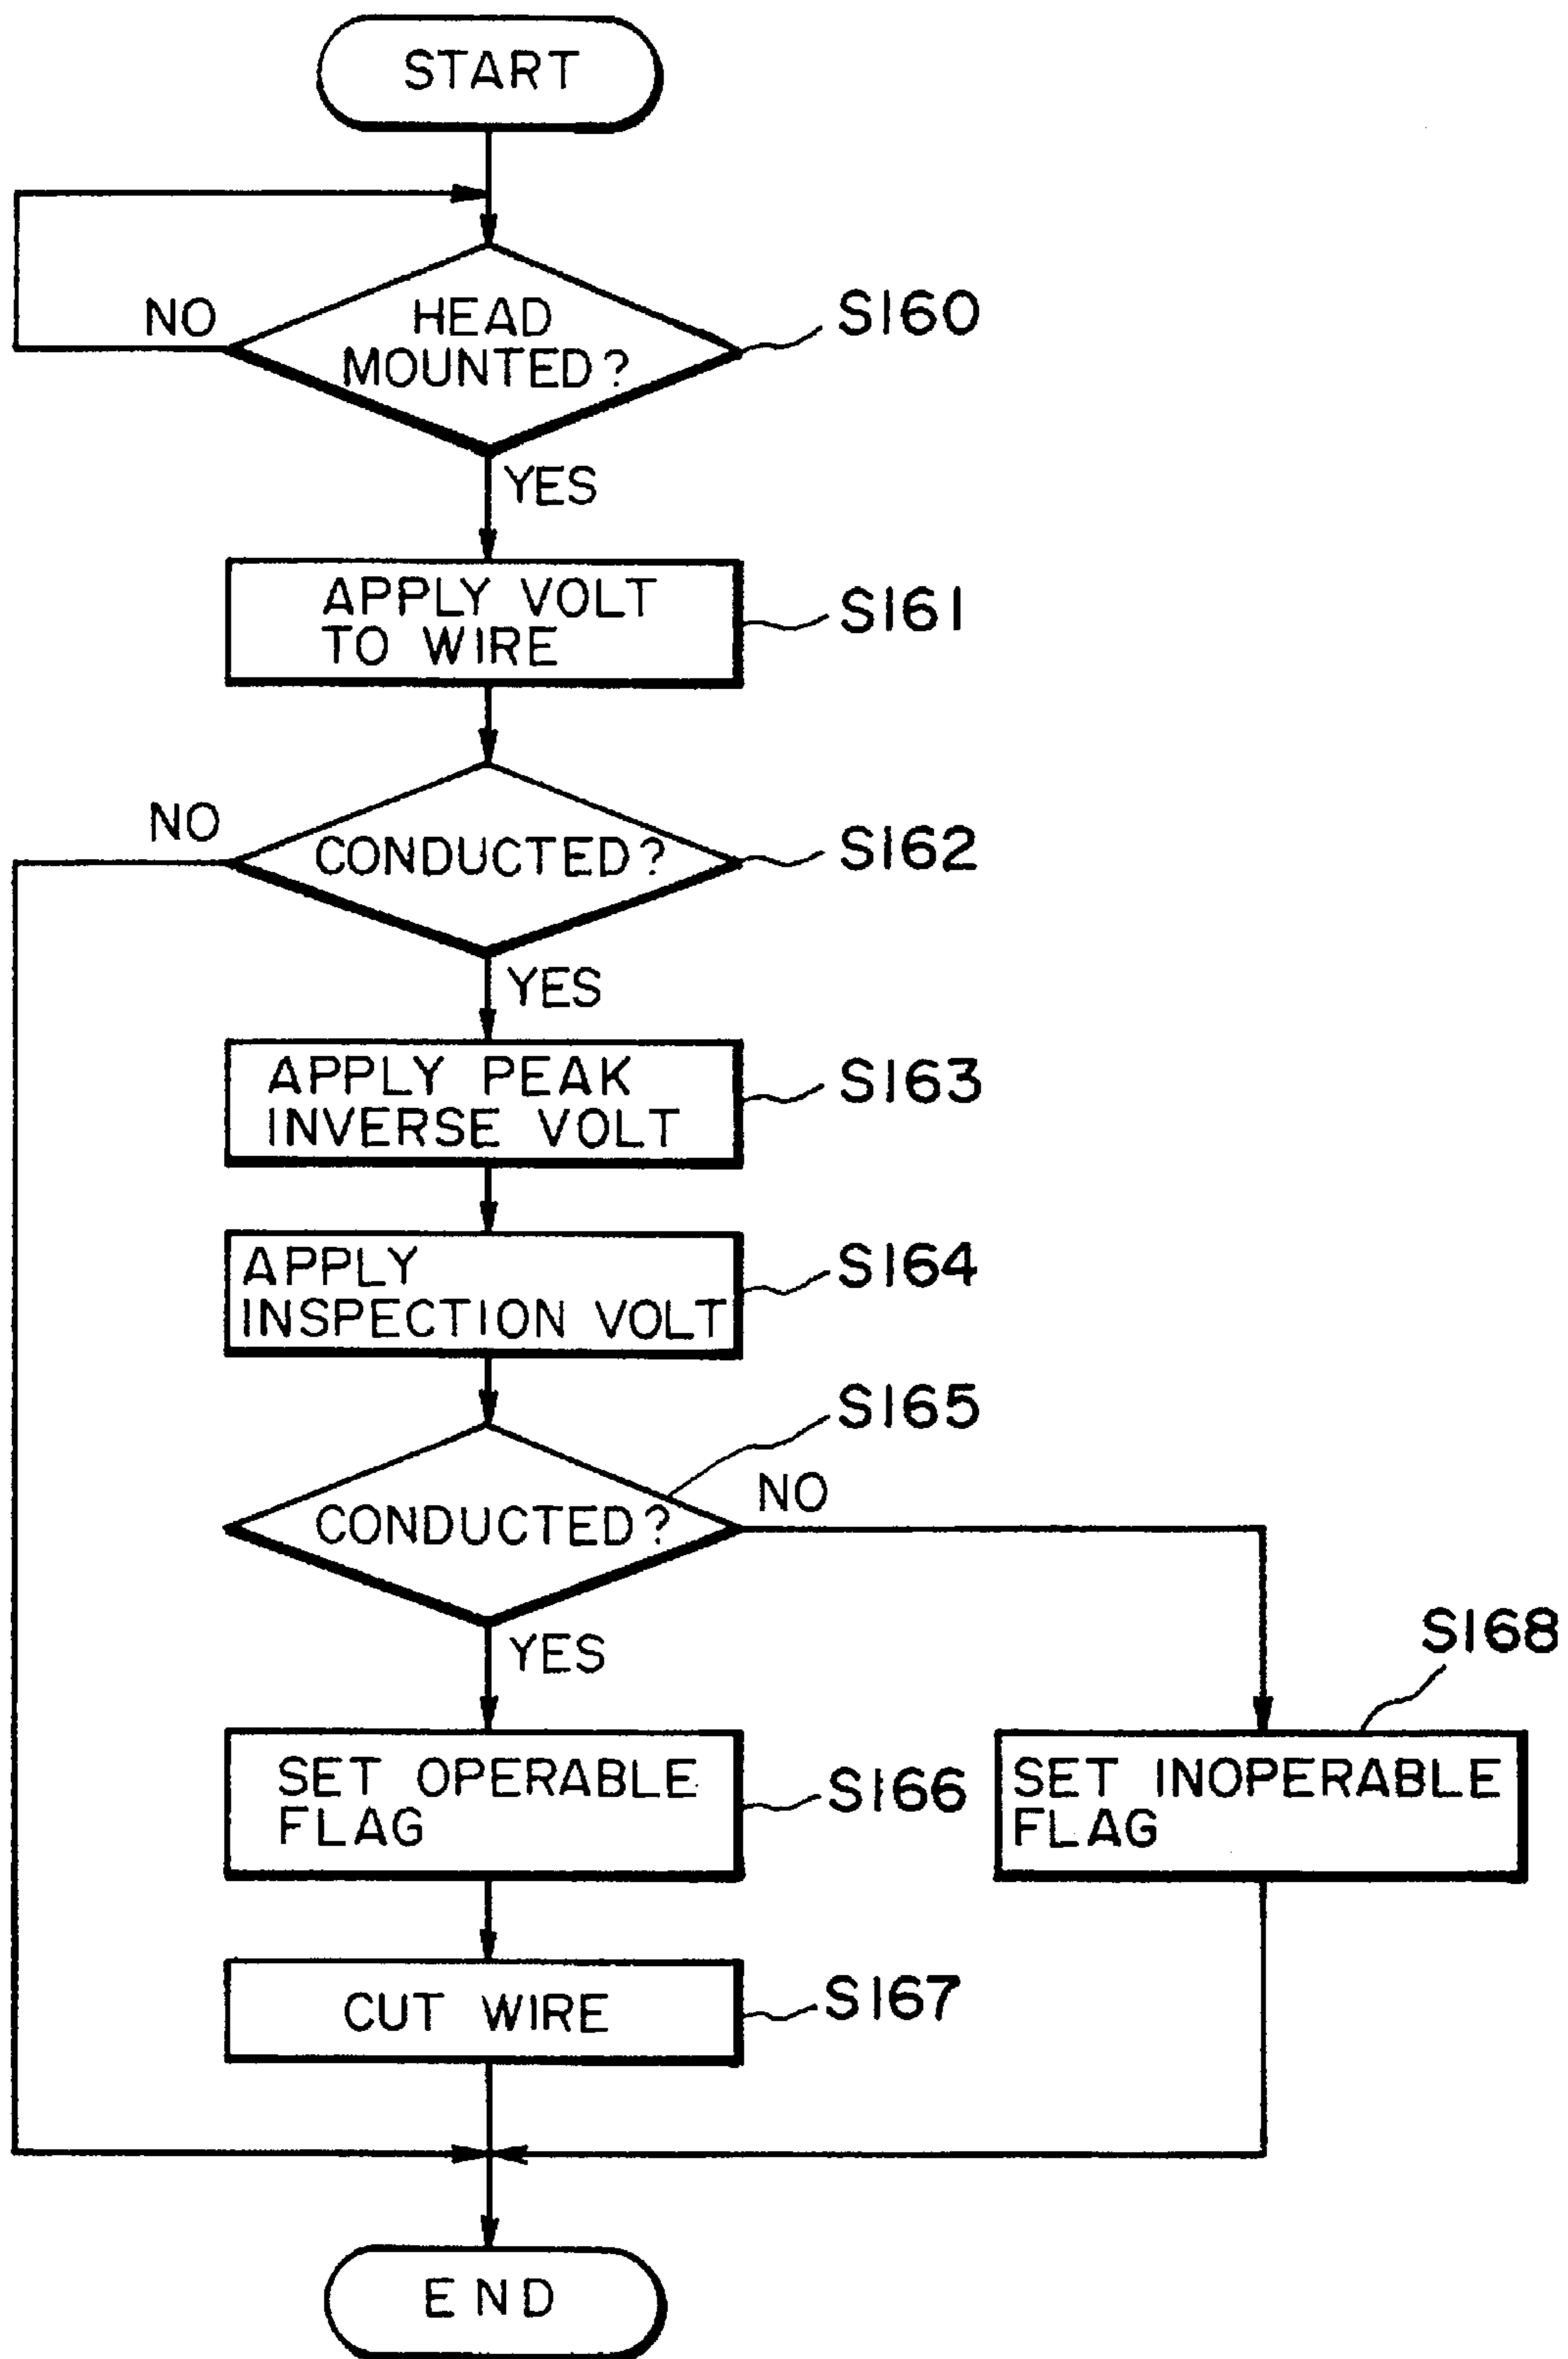 START
NO
HEAD
MOUNTED?
S160
YES
APPLY VOLT
TO WIRE
S161
NO
CONDUCTED?
S162
YES
APPLY PEAK
INVERSE VOLT
S163
APPLY
INSPECTION VOLT
S164
S165
CONDUCTED?
NO
YES
S168
SET OPERABLE
FLAG
S166
SET INOPERABLE
FLAG
CUT WIRE
S167
END